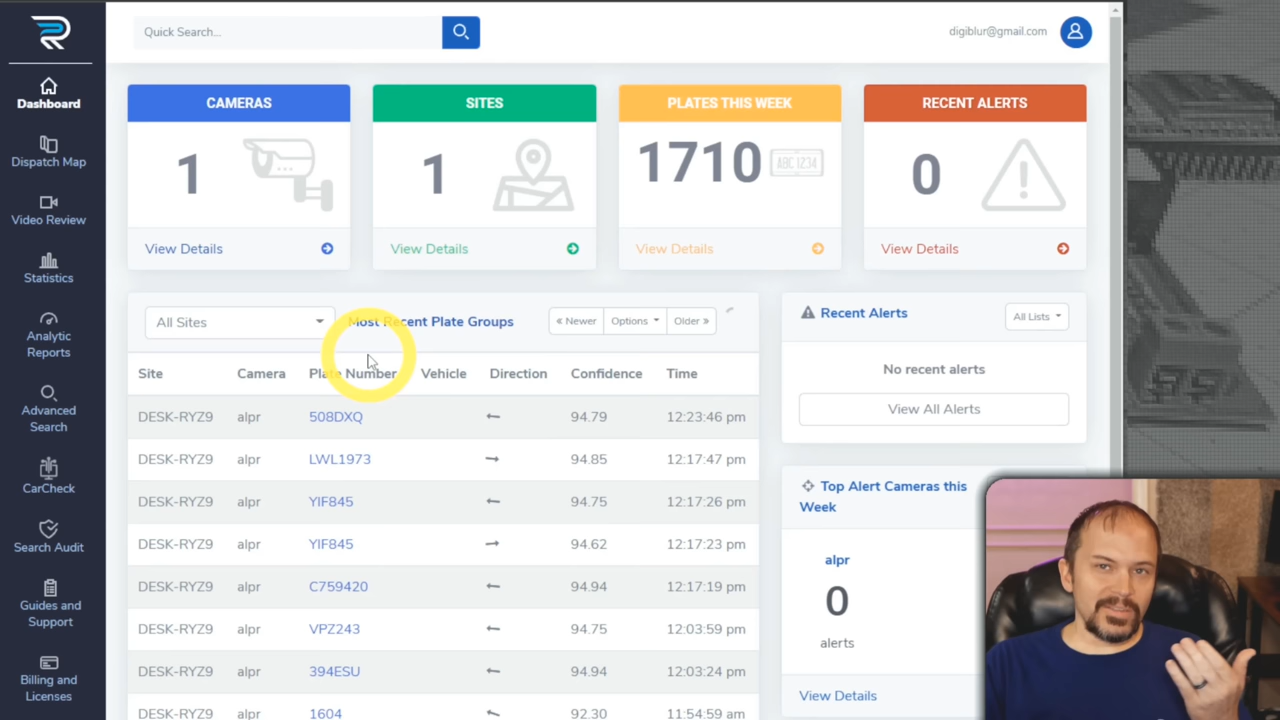 Quick Search...
digiblur@gmail.com
Dashboard
Dispatch Map
Video Review
Statistics
Analytic
Reports
Advanced
Search
CarCheck
Search Audit
Guides and
Support
Billing and
Licenses
CAMERAS
1
View Details
SITES
1
View Details
PLATES THIS WEEK
1710
ABC 1234
View Details
RECENT ALERTS
0
View Details
All Sites
Most Recent Plate Groups
« Newer
Options
Older »
Site Camera Plate Number Vehicle Direction Confidence Time
DESK-RYZ9 alpr 508DXQ 94.79 12:23:46 pm
DESK-RYZ9 alpr LWL1973 94.85 12:17:47 pm
DESK-RYZ9 alpr YIF845 94.75 12:17:26 pm
DESK-RYZ9 alpr YIF845 94.62 12:17:23 pm
DESK-RYZ9 alpr C759420 94.94 12:17:19 pm
DESK-RYZ9 alpr VPZ243 94.75 12:03:59 pm
DESK-RYZ9 alpr 394ESU 94.94 12:03:24 pm
DESK-RYZ9 alpr 1604 92.30 11:54:59 am
Recent Alerts
All Lists
No recent alerts
View All Alerts
Top Alert Cameras this
Week
alpr
0
alerts
View Details